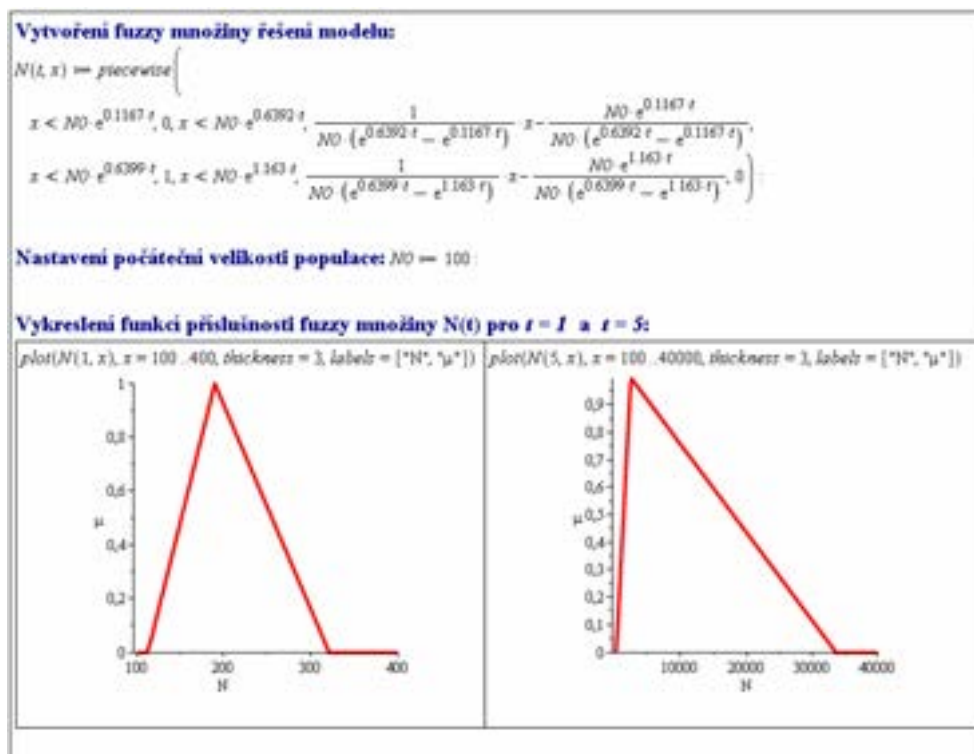 Vytvoření fuzzy množiny řešení modelu:
N(t, x) ≔ piecewise(
x < N0·e^(0.1167·t), 0, x < N0·e^(0.6392·t), 1/(N0·(e^(0.6392·t) − e^(0.1167·t)))·x − N0·e^(0.1167·t)/(N0·(e^(0.6392·t) − e^(0.1167·t))),
x < N0·e^(0.6399·t), 1, x < N0·e^(1.163·t), 1/(N0·(e^(0.6399·t) − e^(1.163·t)))·x − N0·e^(1.163·t)/(N0·(e^(0.6399·t) − e^(1.163·t))), 0) :
Nastavení počáteční velikosti populace: N0 ≔ 100 :
Vykreslení funkcí příslušnosti fuzzy množiny N(t) pro t = 1 a t = 5:
plot(N(1, x), x = 100 ..400, thickness = 3, labels = ["N", "μ"])
1
0,8
0,6
μ
0,4
0,2
0
100 200 300 400
N
plot(N(5, x), x = 100 ..40000, thickness = 3, labels = ["N", "μ"])
0,9
0,8
0,7
0,6
μ 0,5
0,4
0,3
0,2
0,1
0
10000 20000 30000 40000
N